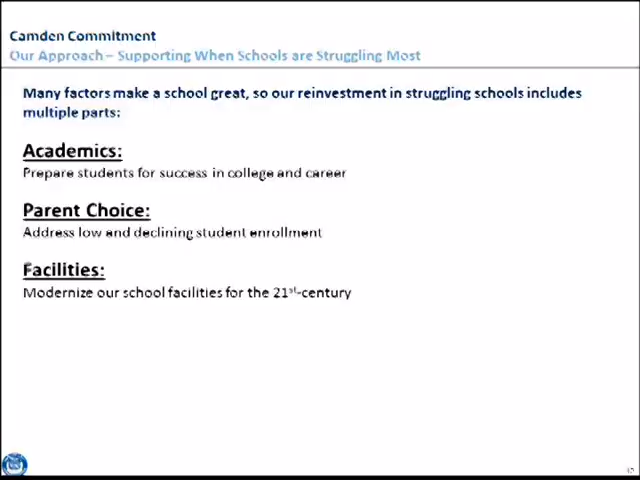 Camden Commitment
Our Approach – Supporting When Schools are Struggling Most
Many factors make a school great, so our reinvestment in struggling schools includes
multiple parts:
Academics:
Prepare students for success in college and career
Parent Choice:
Address low and declining student enrollment
Facilities:
Modernize our school facilities for the 21st-century